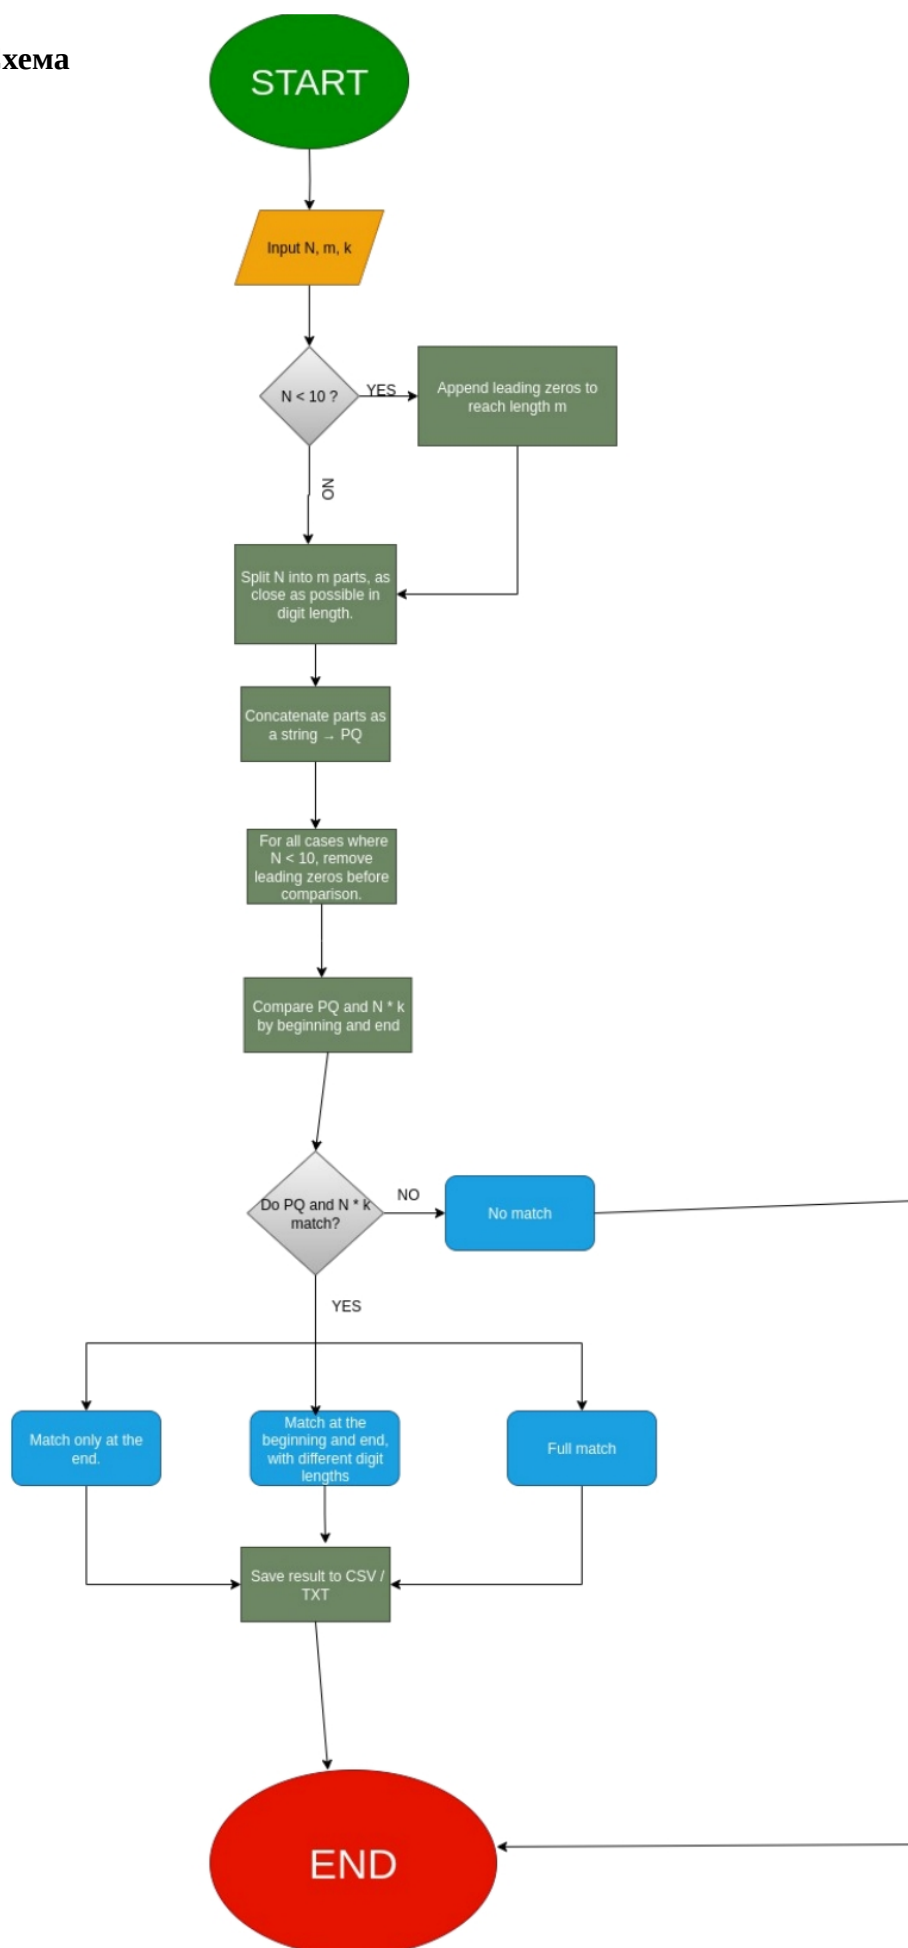 хема
START
Input N, m, k
N < 10 ?
YES
Append leading zeros to
reach length m
NO
Split N into m parts, as
close as possible in
digit length.
Concatenate parts as
a string → PQ
For all cases where
N < 10, remove
leading zeros before
comparison.
Compare PQ and N * k
by beginning and end
Do PQ and N * k
match?
NO
No match
YES
Match only at the
end.
Match at the
beginning and end,
with different digit
lengths
Full match
Save result to CSV /
TXT
END